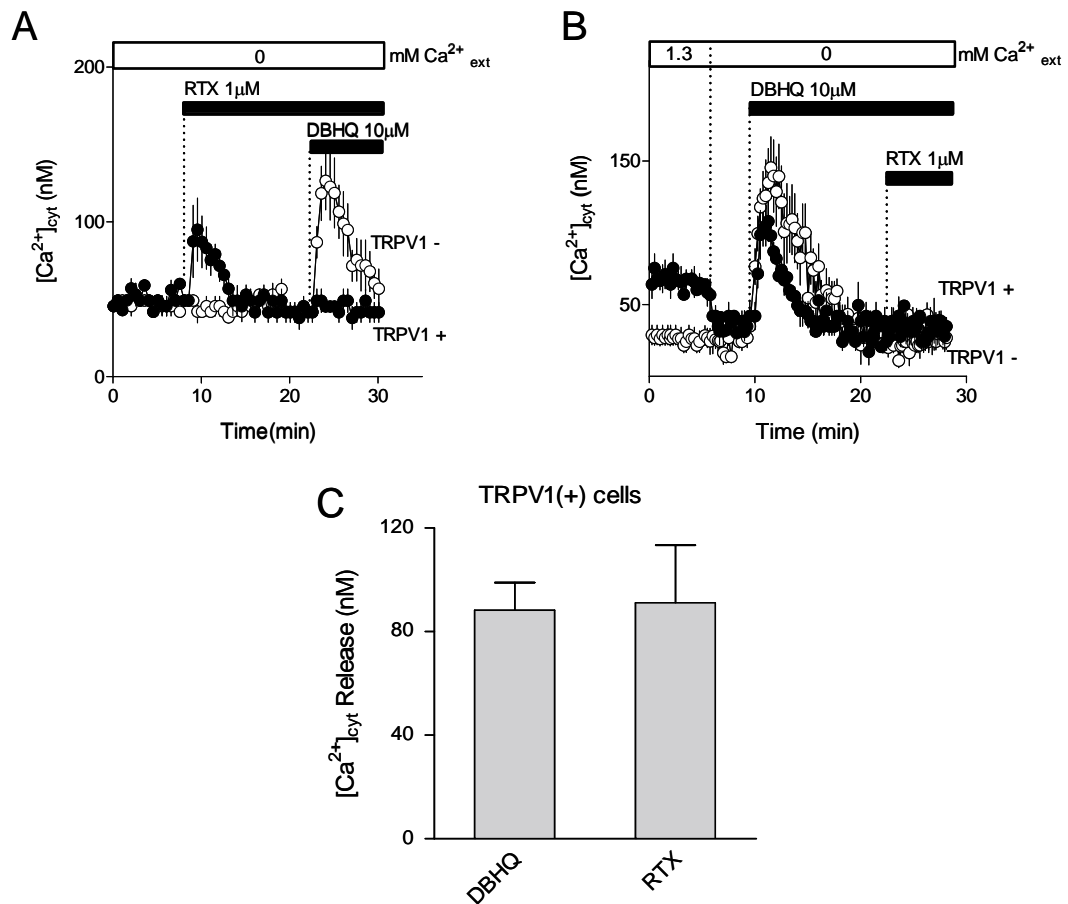 A
0
mM Ca2+ ext
200
RTX 1μM
DBHQ 10μM
100
TRPV1 -
TRPV1 +
0
0 10 20 30
[Ca2+]cyt (nM)
Time(min)
B
1.3 0
mM Ca2+ ext
DBHQ 10μM
150
RTX 1μM
50
TRPV1 +
TRPV1 -
0 10 20 30
[Ca2+]cyt (nM)
Time (min)
C
TRPV1(+) cells
120
80
40
0
[Ca2+]cyt Release (nM)
DBHQ
RTX